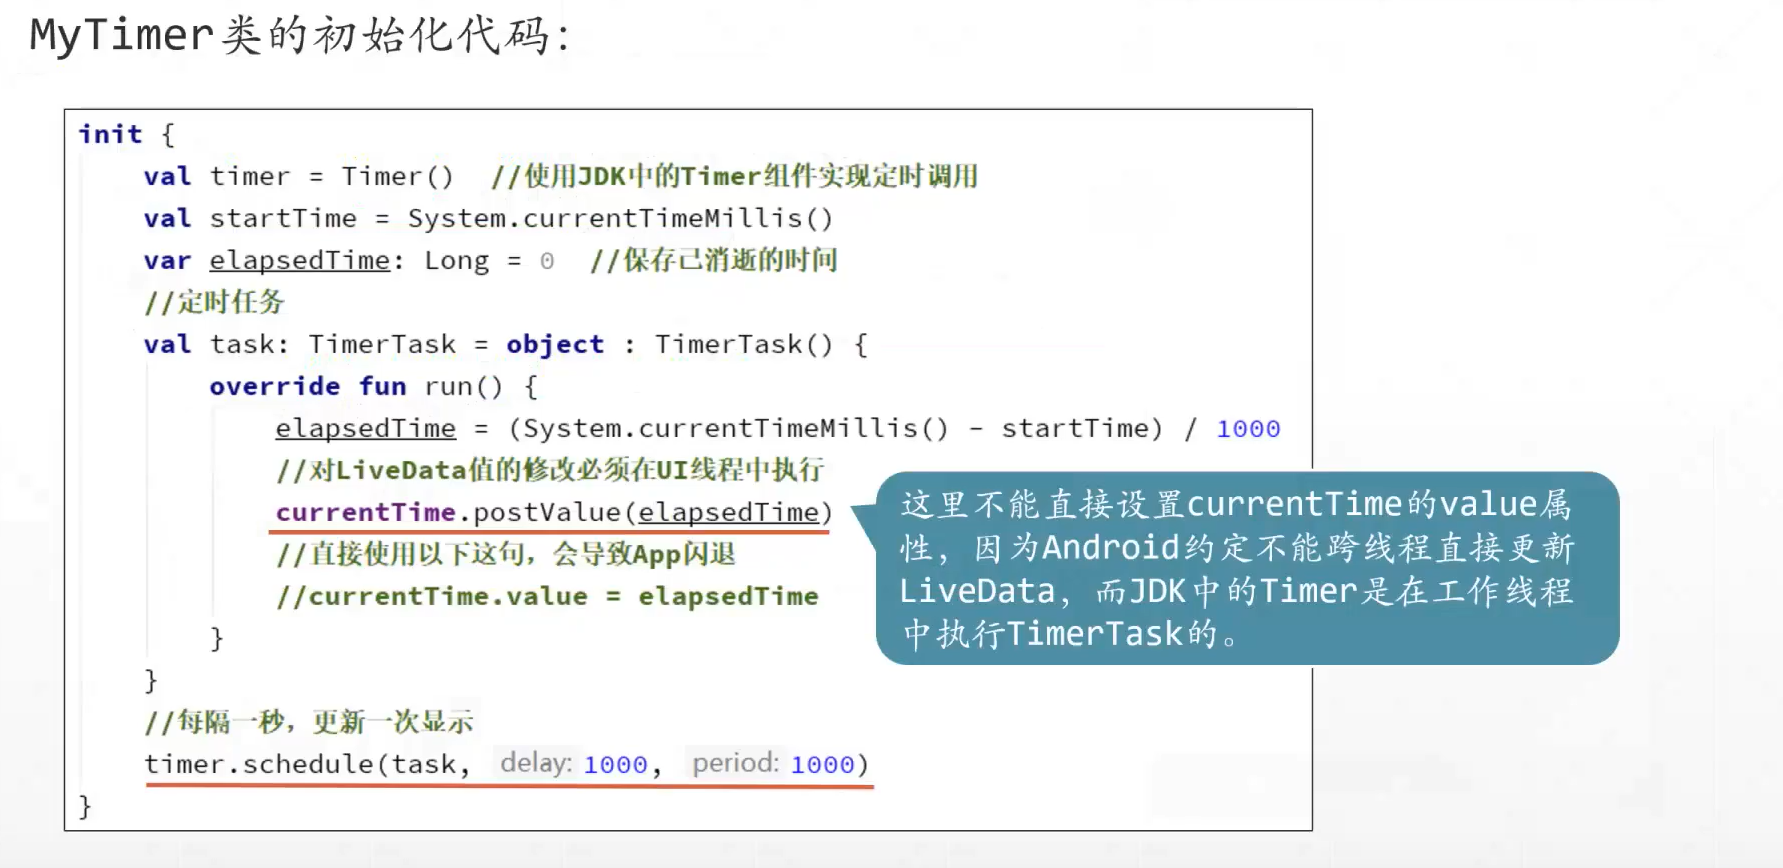 MyTimer类的初始化代码：
init {
val timer = Timer() //使用JDK中的Timer组件实现定时调用
val startTime = System.currentTimeMillis()
var elapsedTime: Long = 0 //保存已消逝的时间
//定时任务
val task: TimerTask = object : TimerTask() {
override fun run() {
elapsedTime = (System.currentTimeMillis() - startTime) / 1000
//对LiveData值的修改必须在UI线程中执行
currentTime.postValue(elapsedTime)
//直接使用以下这句，会导致App闪退
//currentTime.value = elapsedTime
}
}
//每隔一秒，更新一次显示
timer.schedule(task, delay: 1000, period: 1000)
}
这里不能直接设置currentTime的value属
性，因为Android约定不能跨线程直接更新
LiveData，而JDK中的Timer是在工作线程
中执行TimerTask的。